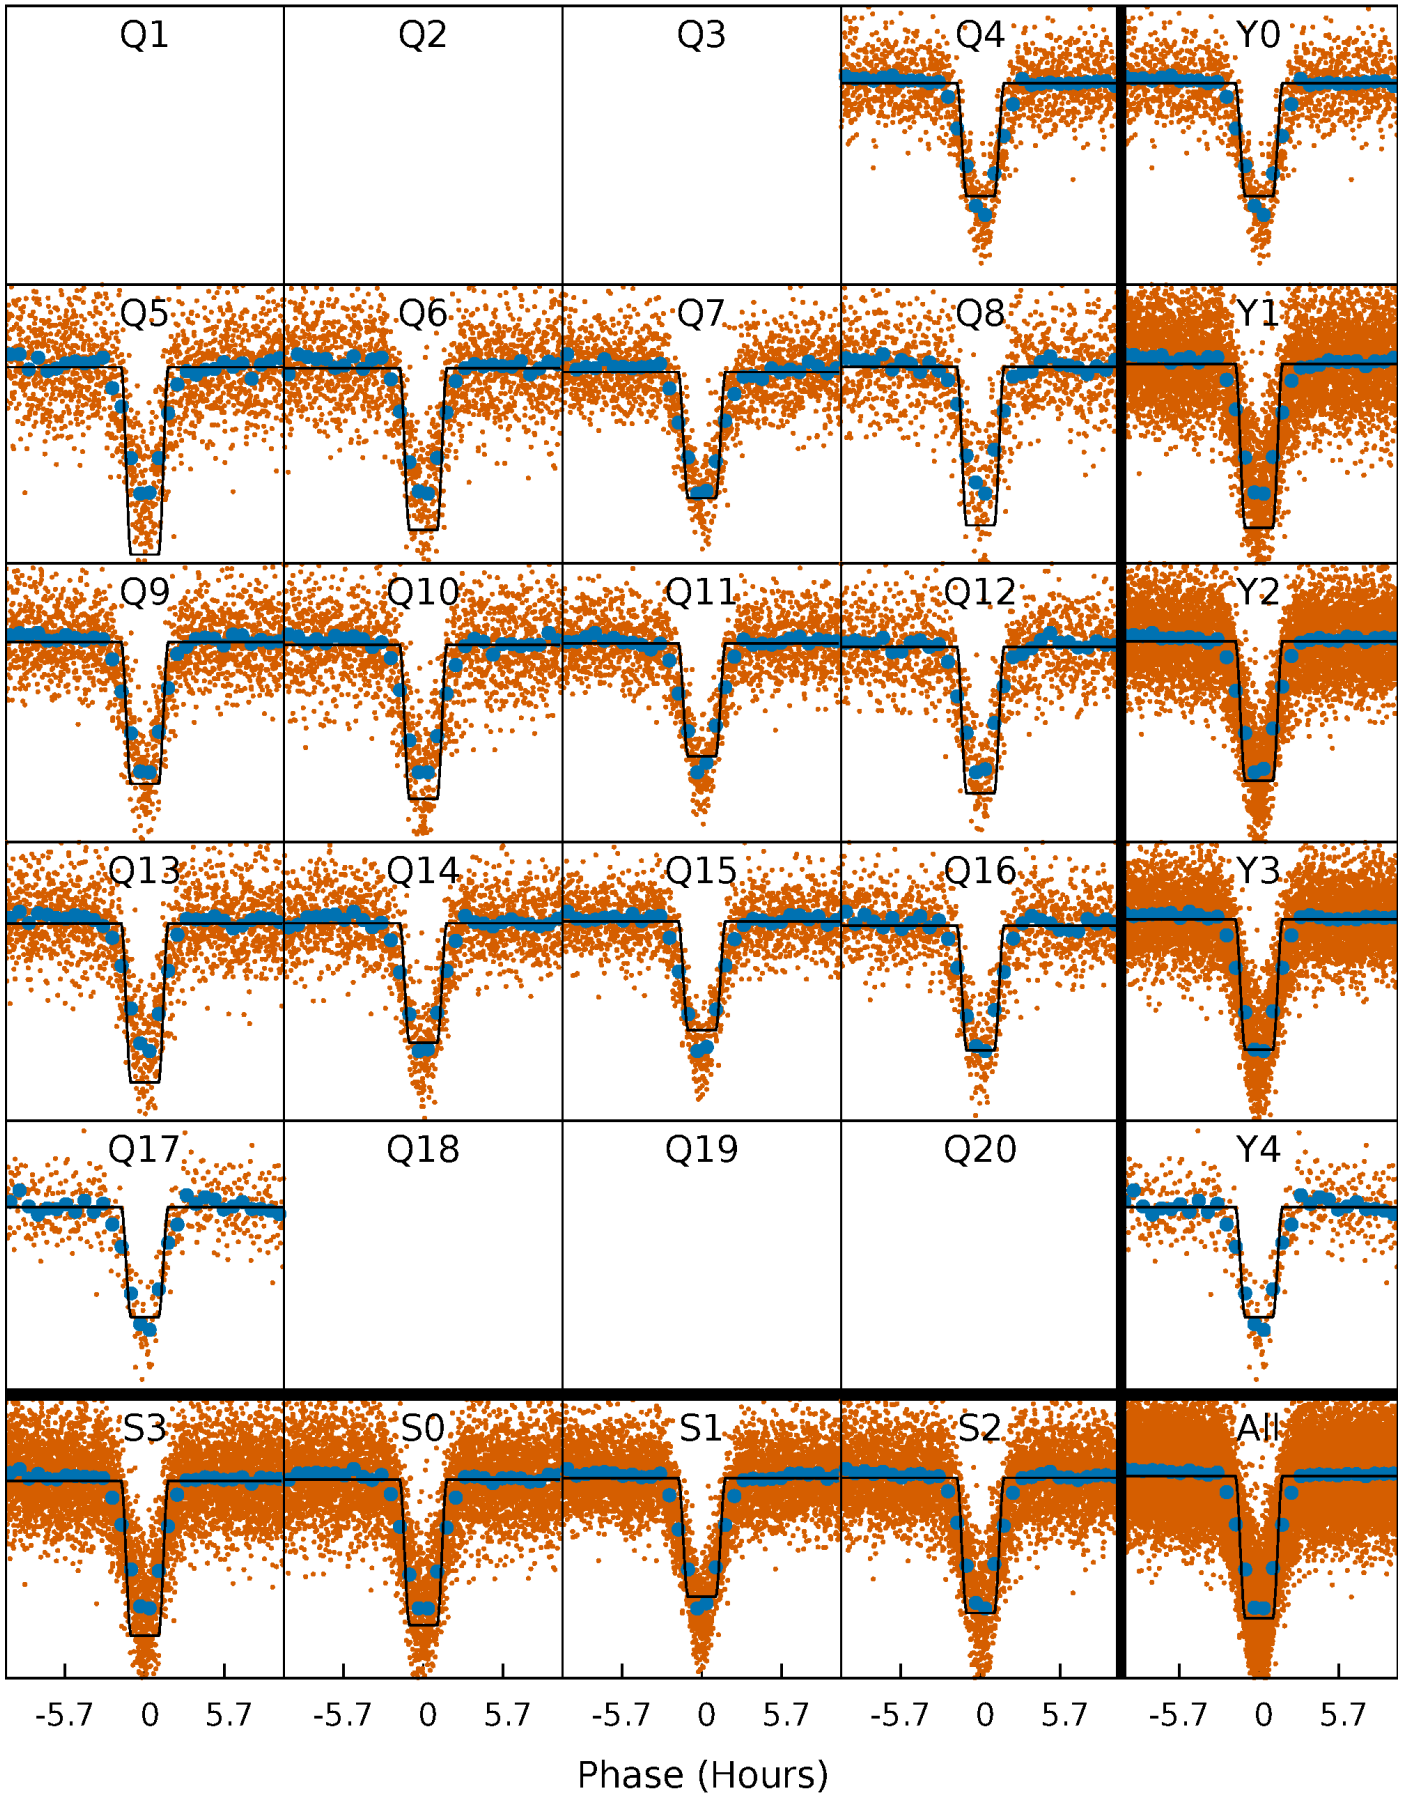 Q1 Q2 Q3 Q4 Y0
Q5 Q6 Q7 Q8 Y1
Q9 Q10 Q11 Q12 Y2
Q13 Q14 Q15 Q16 Y3
Q17 Q18 Q19 Q20 Y4
S3 S0 S1 S2 All
-5.7 0 5.7 -5.7 0 5.7 -5.7 0 5.7 -5.7 0 5.7 -5.7 0 5.7
Phase (Hours)